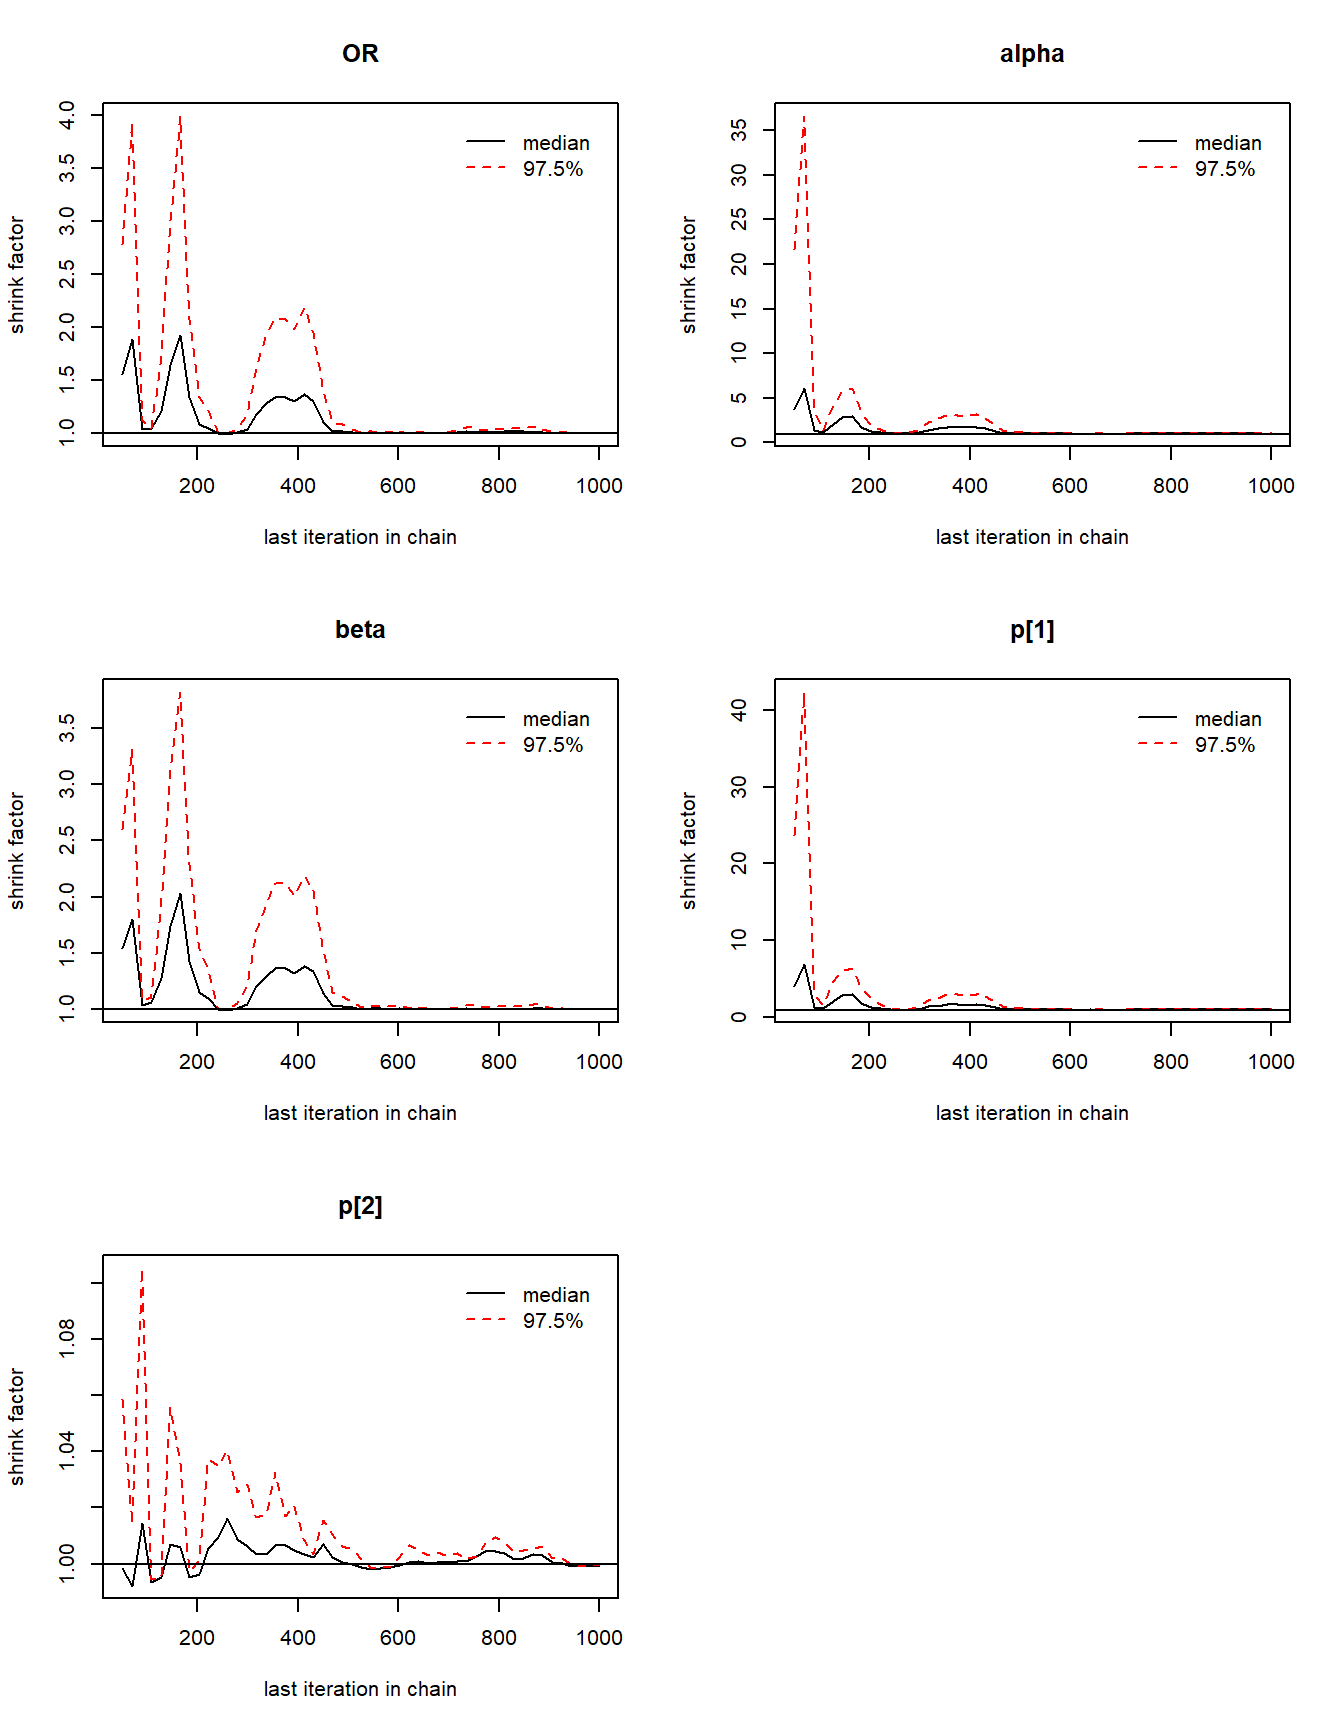 OR
4.0
3.5
3.0
2.5
2.0
1.5
1.0
shrink factor
median
97.5%
200 400 600 800 1000
last iteration in chain
alpha
35
30
25
20
15
10
5
0
shrink factor
median
97.5%
200 400 600 800 1000
last iteration in chain
beta
3.5
3.0
2.5
2.0
1.5
1.0
shrink factor
median
97.5%
200 400 600 800 1000
last iteration in chain
p[1]
40
30
20
10
0
shrink factor
median
97.5%
200 400 600 800 1000
last iteration in chain
p[2]
1.08
1.04
1.00
shrink factor
median
97.5%
200 400 600 800 1000
last iteration in chain